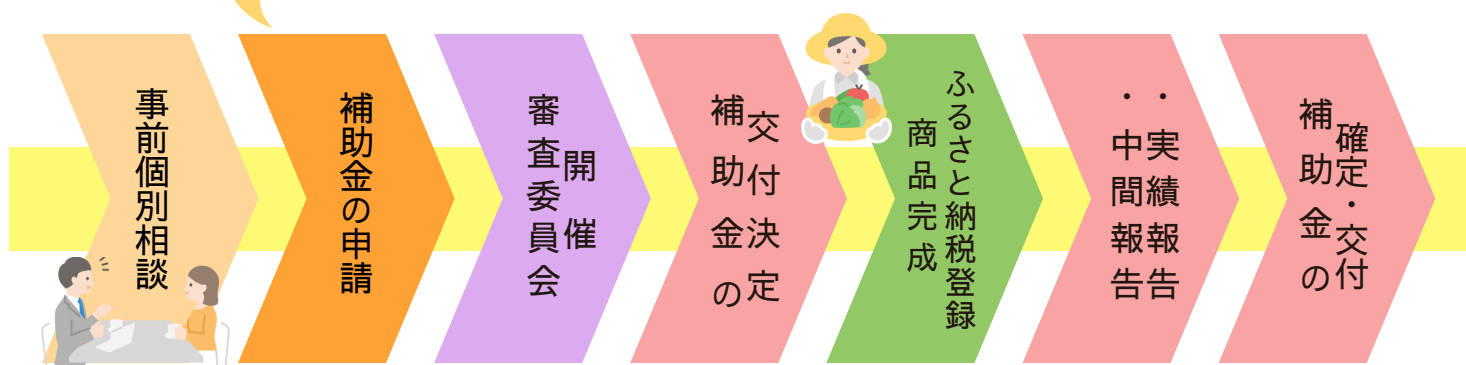 事前個別相談
補助金の申請
審査委員会
開催
補助金の
交付決定
商品完成
ふるさと納税登録
・中間報告
・実績報告
補助金の
確定・交付